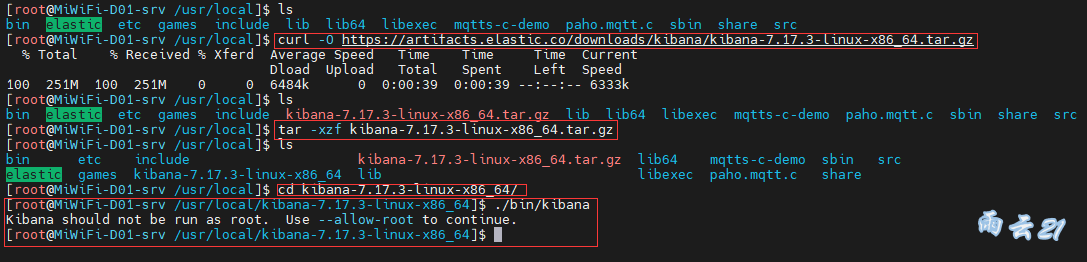 [root@MiWiFi-D01-srv /usr/local]$ ls
bin elastic etc games include lib lib64 libexec mqtts-c-demo paho.mqtt.c sbin share src
[root@MiWiFi-D01-srv /usr/local]$ curl -O https://artifacts.elastic.co/downloads/kibana/kibana-7.17.3-linux-x86_64.tar.gz
% Total % Received % Xferd Average Speed Time Time Time Current
Dload Upload Total Spent Left Speed
100 251M 100 251M 0 0 6484k 0 0:00:39 0:00:39 --:--:-- 6333k
[root@MiWiFi-D01-srv /usr/local]$ ls
bin elastic etc games include kibana-7.17.3-linux-x86_64.tar.gz lib lib64 libexec mqtts-c-demo paho.mqtt.c sbin share src
[root@MiWiFi-D01-srv /usr/local]$ tar -xzf kibana-7.17.3-linux-x86_64.tar.gz
[root@MiWiFi-D01-srv /usr/local]$ ls
bin etc include kibana-7.17.3-linux-x86_64.tar.gz lib64 mqtts-c-demo sbin src
elastic games kibana-7.17.3-linux-x86_64 lib libexec paho.mqtt.c share
[root@MiWiFi-D01-srv /usr/local]$ cd kibana-7.17.3-linux-x86_64/
[root@MiWiFi-D01-srv /usr/local/kibana-7.17.3-linux-x86_64]$ ./bin/kibana
Kibana should not be run as root. Use --allow-root to continue.
[root@MiWiFi-D01-srv /usr/local/kibana-7.17.3-linux-x86_64]$
雨云21